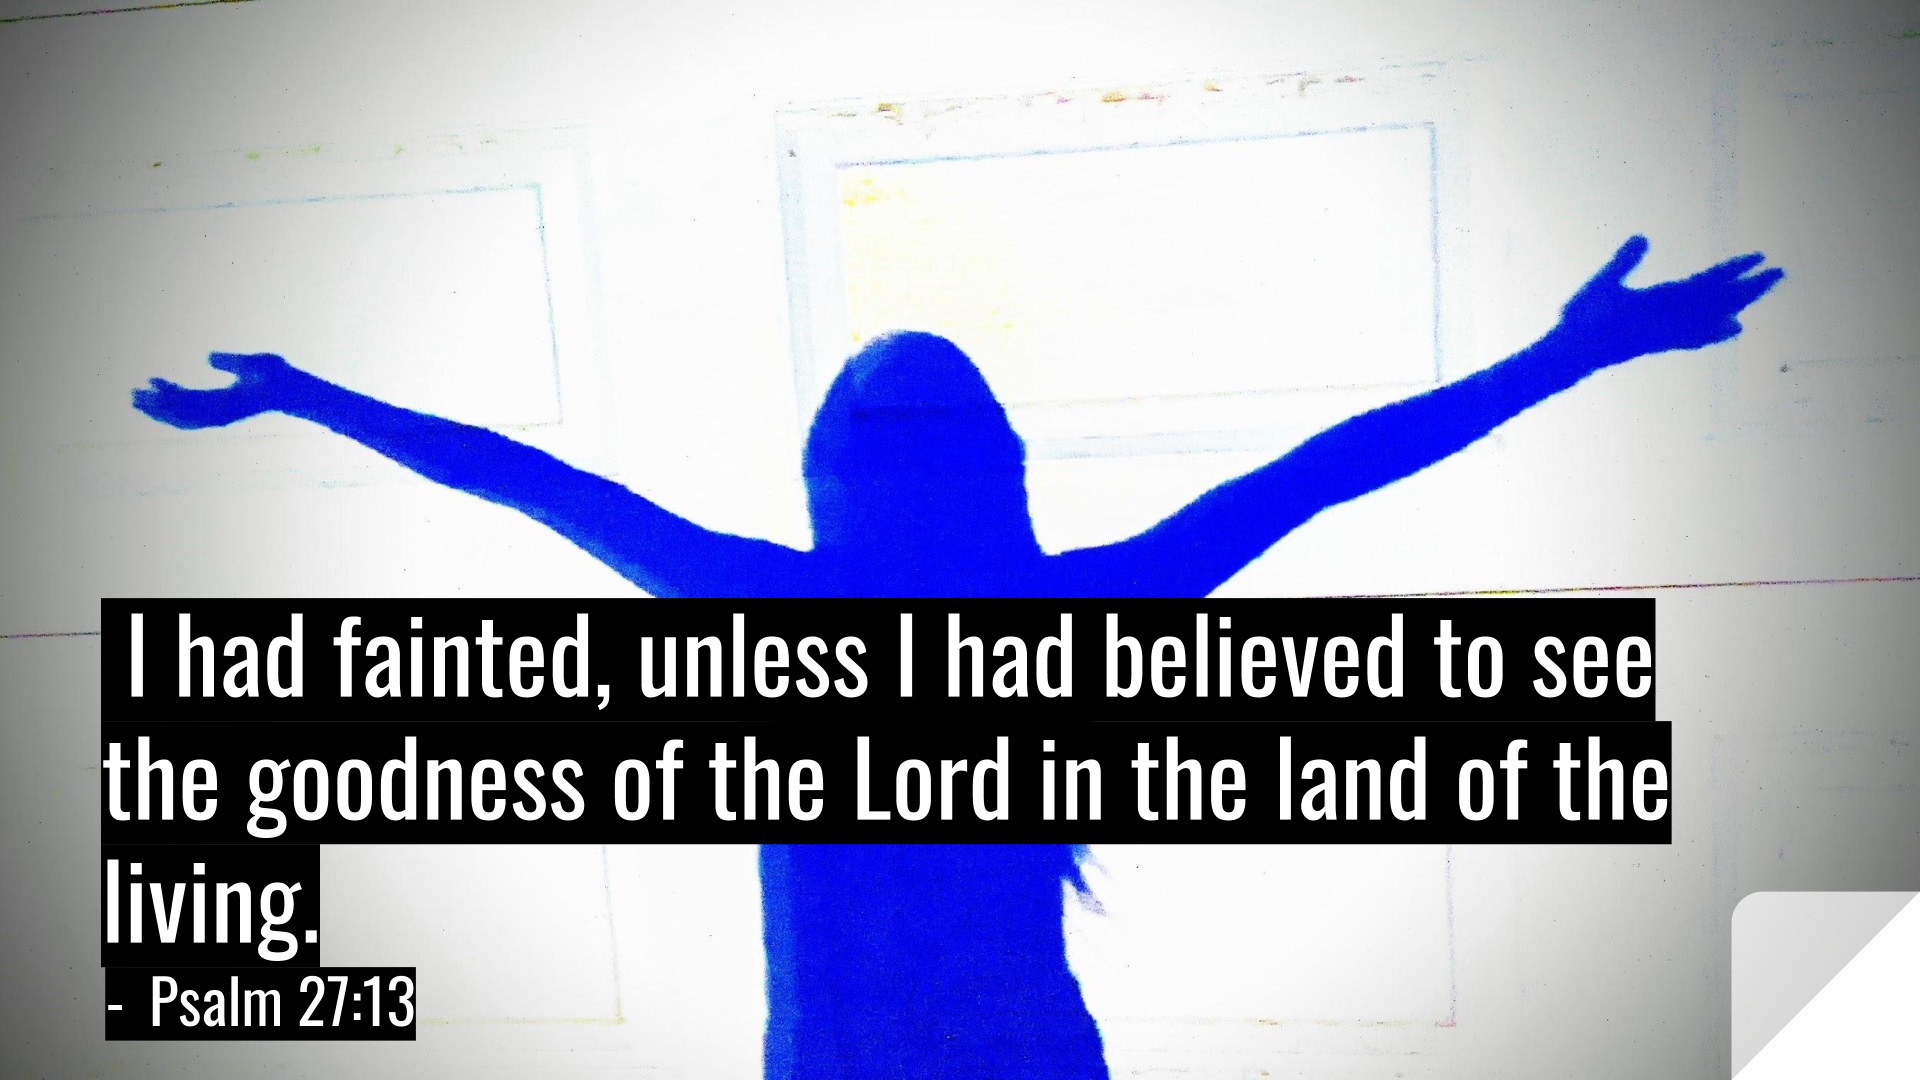 I had fainted, unless I had believed to see
the goodness of the Lord in the land of the
living.
- Psalm 27:13